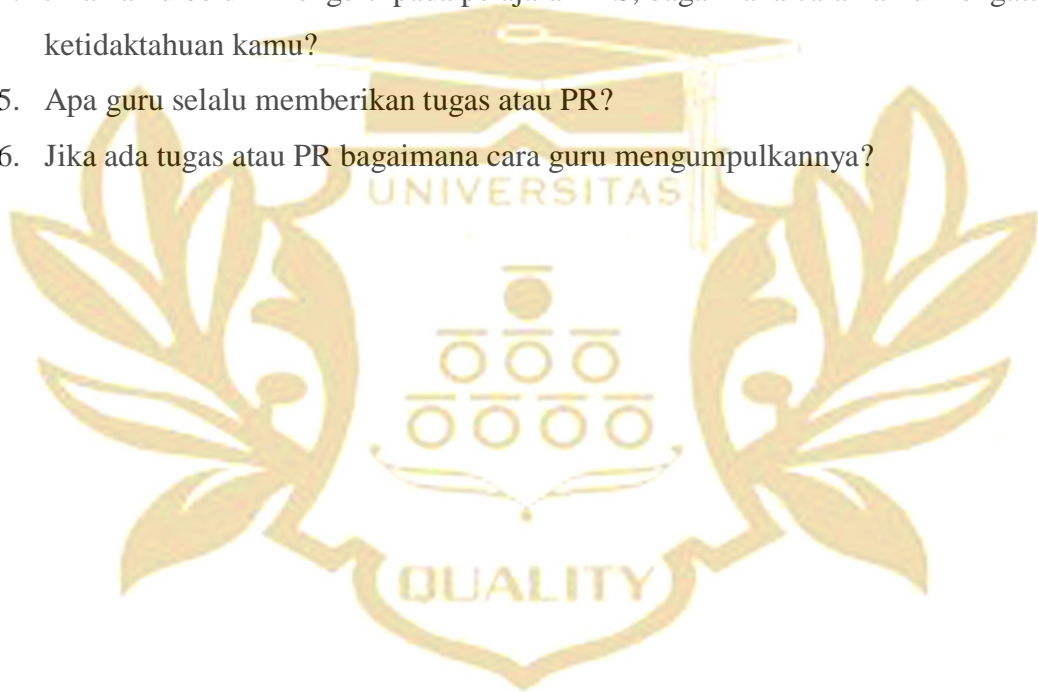 ketidaktahuan kamu?
5. Apa guru selalu memberikan tugas atau PR?
6. Jika ada tugas atau PR bagaimana cara guru mengumpulkannya?
UNIVERSITAS
QUALITY